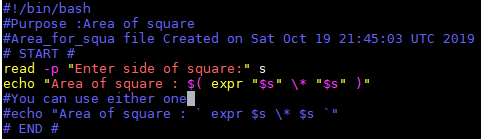 #!/bin/bash
#Purpose :Area of square
#Area_for_squa file Created on Sat Oct 19 21:45:03 UTC 2019
# START #
read -p "Enter side of square:" s
echo "Area of square : $( expr "$s" \* "$s" )"
#You can use either one
#echo "Area of square : ` expr $s \* $s `"
# END #